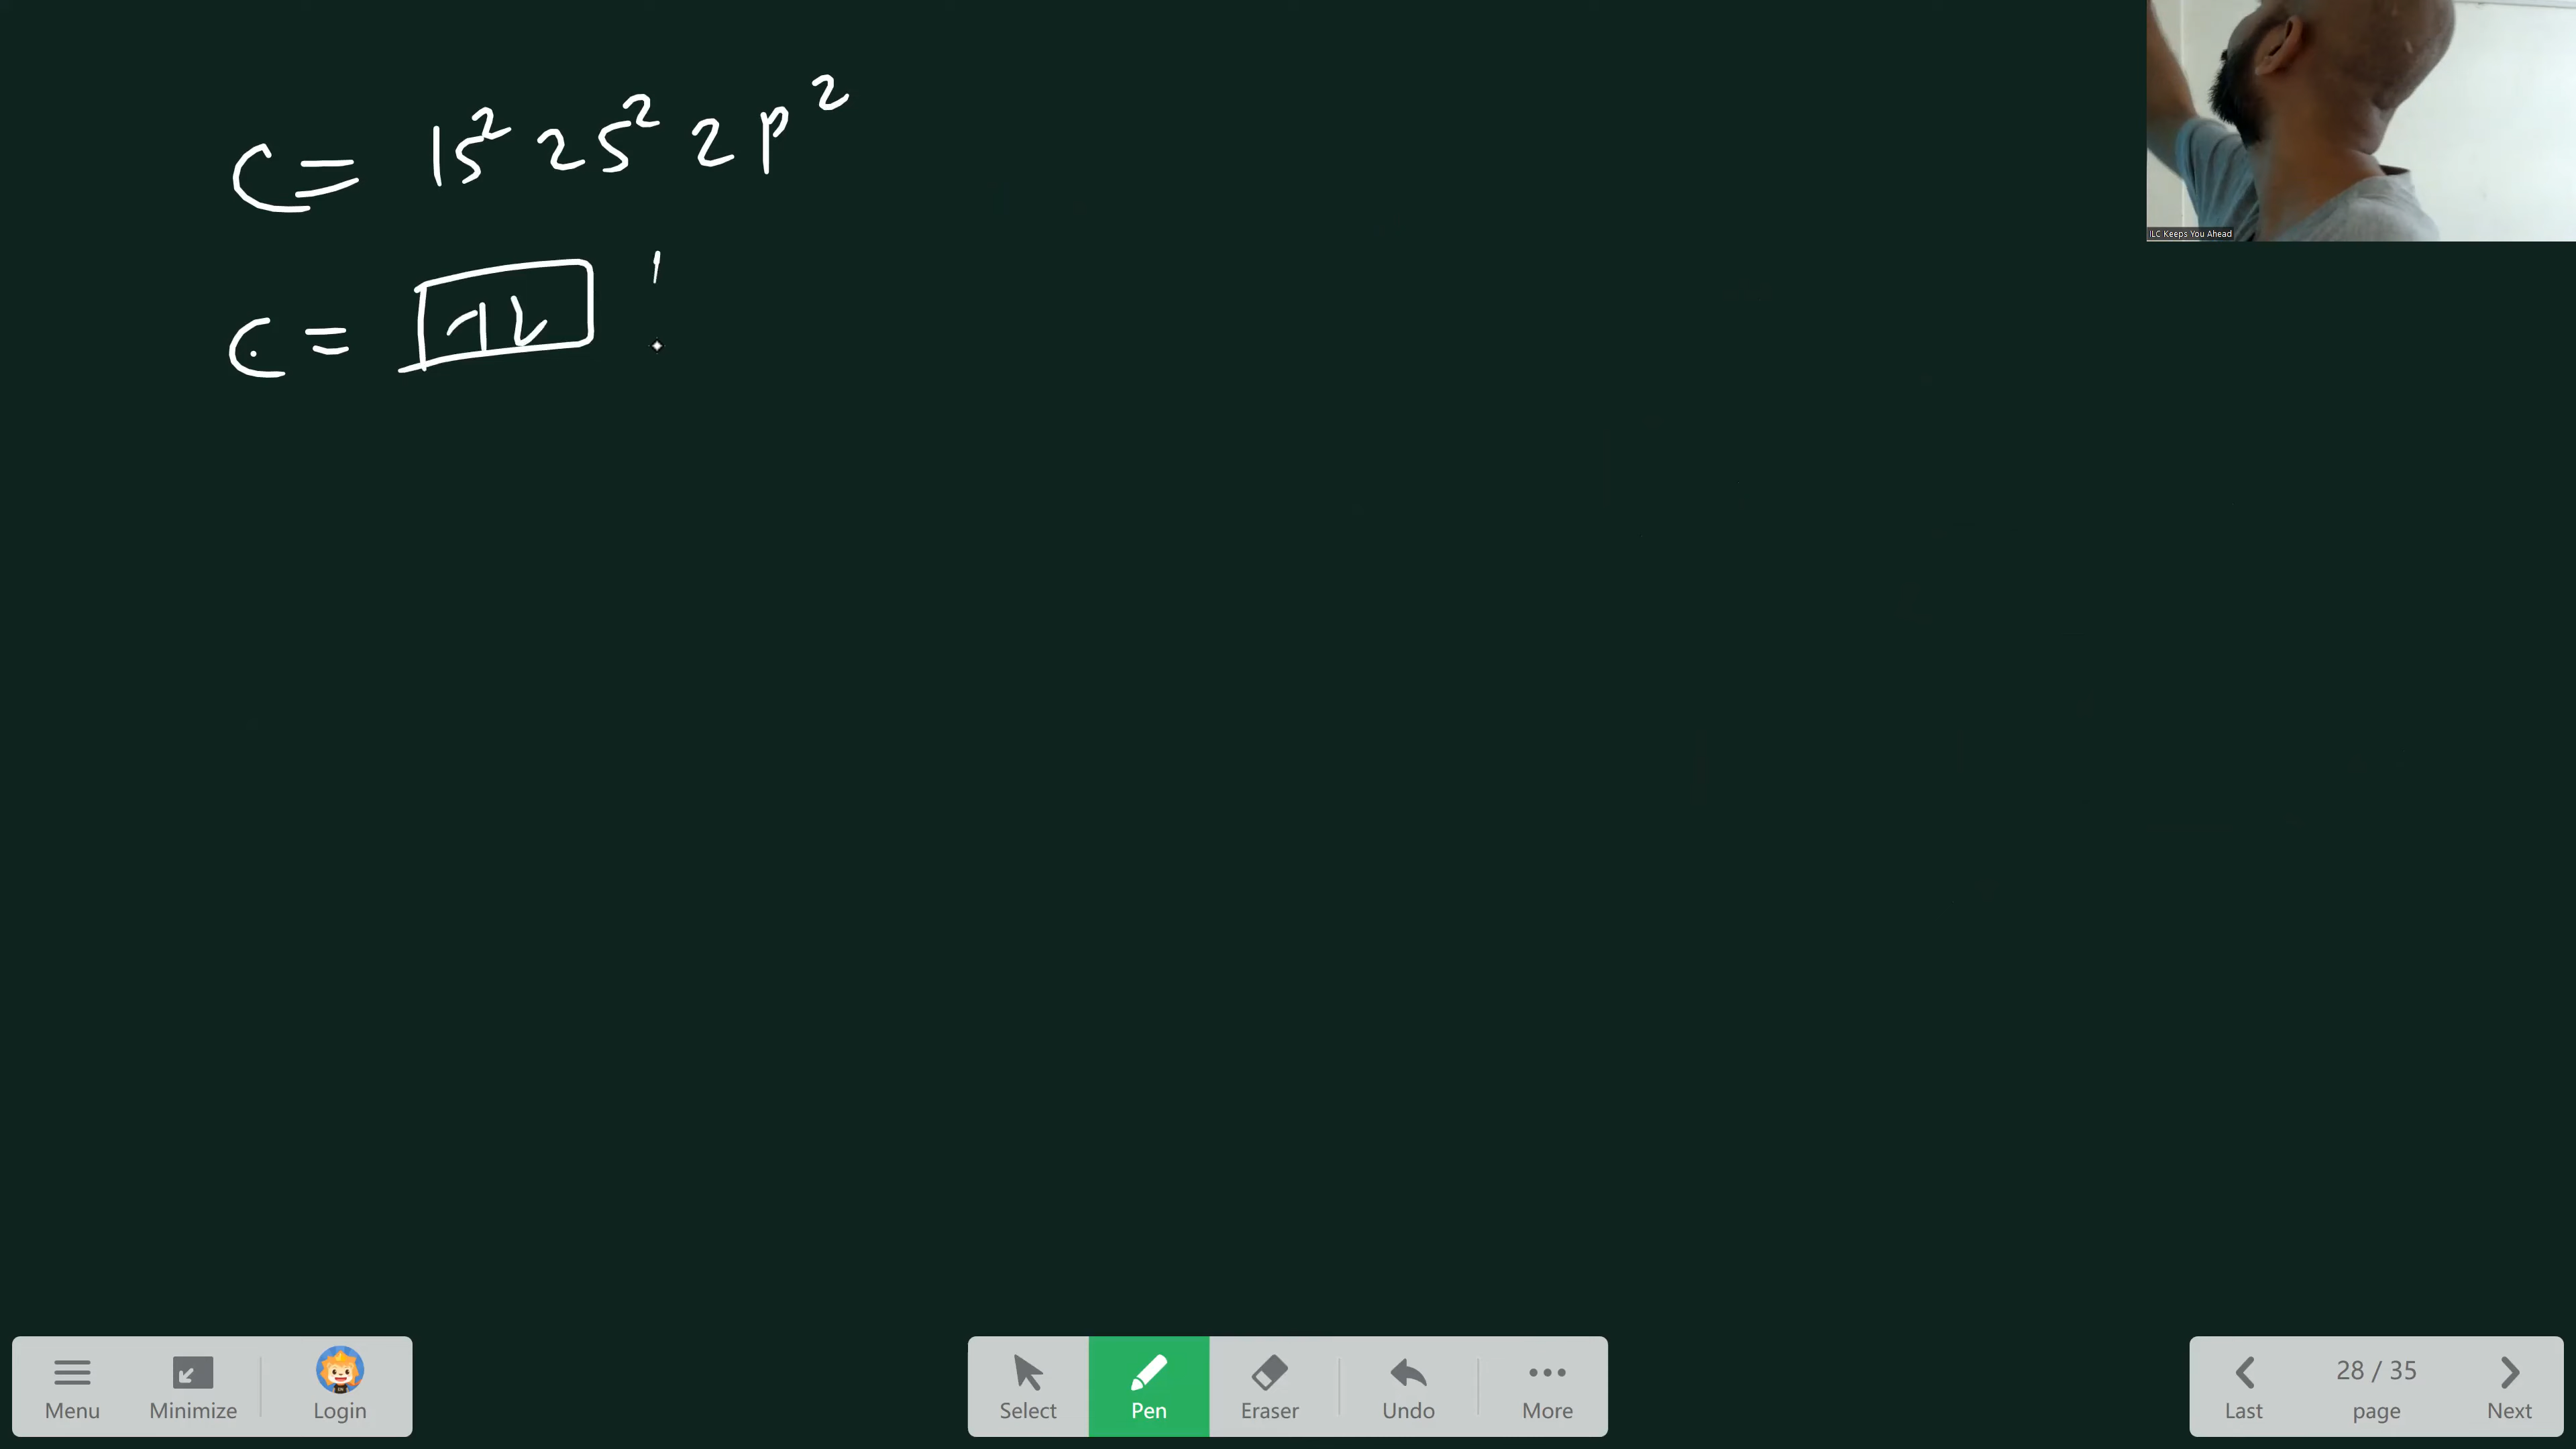 C = 1s² 2s² 2p²
ILC Keeps You Ahead
C = ↑↓
Menu Minimize Login Select Pen Eraser Undo More Last 28 / 35 page Next